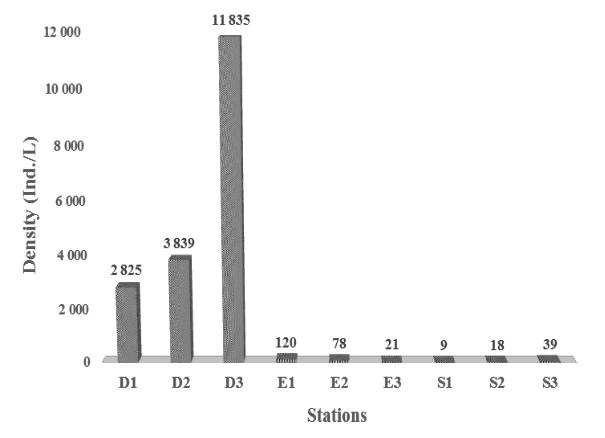 11 835
12 000
10 000
8 000
6 000
3 839
4 000
2 825
2 000
120
78
21
9
18
39
0
D1
D2
D3
E1
E2
E3
S1
S2
S3
Density (Ind./L)
Stations